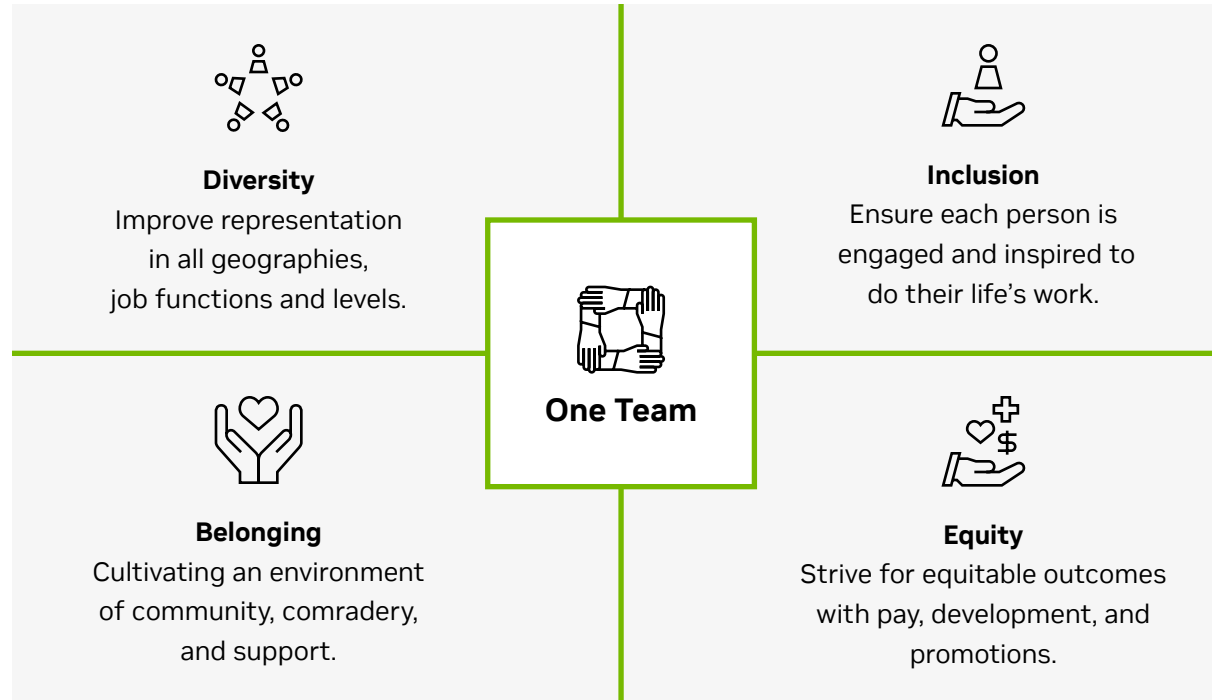 Diversity
Improve representation
in all geographies,
job functions and levels.
Inclusion
Ensure each person is
engaged and inspired to
do their life’s work.
One Team
Belonging
Cultivating an environment
of community, comradery,
and support.
Equity
Strive for equitable outcomes
with pay, development, and
promotions.